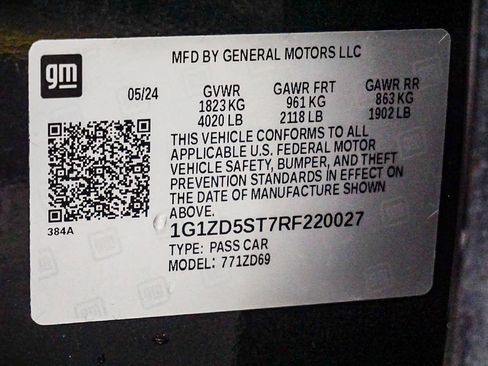 gm
MFD BY GENERAL MOTORS LLC
05/24 GVWR GAWR FRT GAWR RR
1823 KG 961 KG 863 KG
4020 LB 2118 LB 1902 LB
THIS VEHICLE CONFORMS TO ALL
APPLICABLE U.S. FEDERAL MOTOR
VEHICLE SAFETY, BUMPER, AND THEFT
PREVENTION STANDARDS IN EFFECT ON
THE DATE OF MANUFACTURE SHOWN
ABOVE.
384A
1G1ZD5ST7RF220027
TYPE: PASS CAR
MODEL: 771ZD69